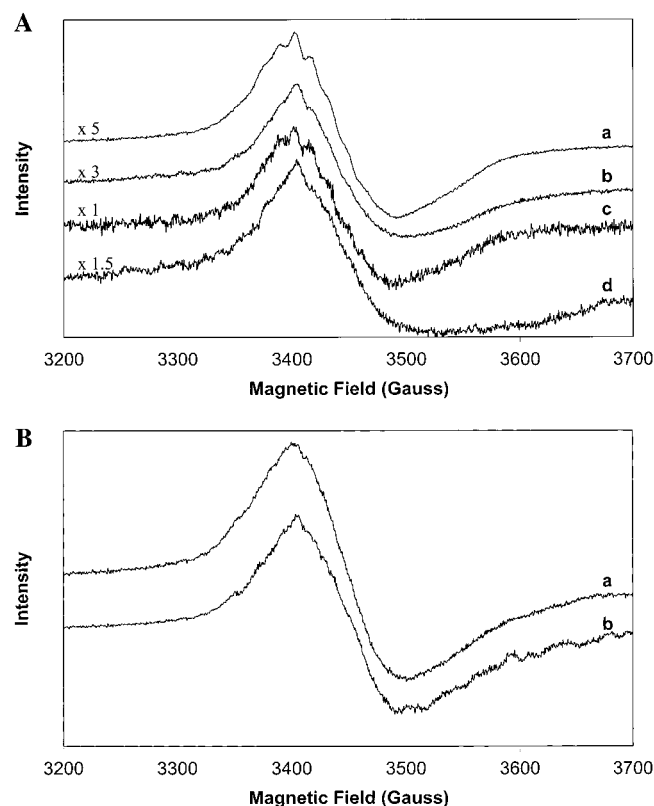 A
x 5
a
x 3
b
x 1
c
x 1.5
d
Intensity
3200 3300 3400 3500 3600 3700
Magnetic Field (Gauss)
B
a
b
Intensity
3200 3300 3400 3500 3600 3700
Magnetic Field (Gauss)